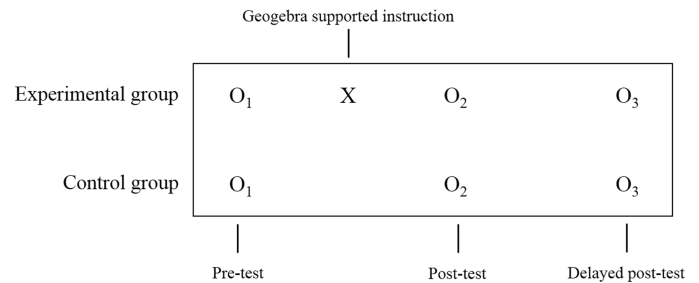 Geogebra supported instruction
Experimental group O₁ X O₂ O₃
Control group O₁ O₂ O₃
Pre-test Post-test Delayed post-test